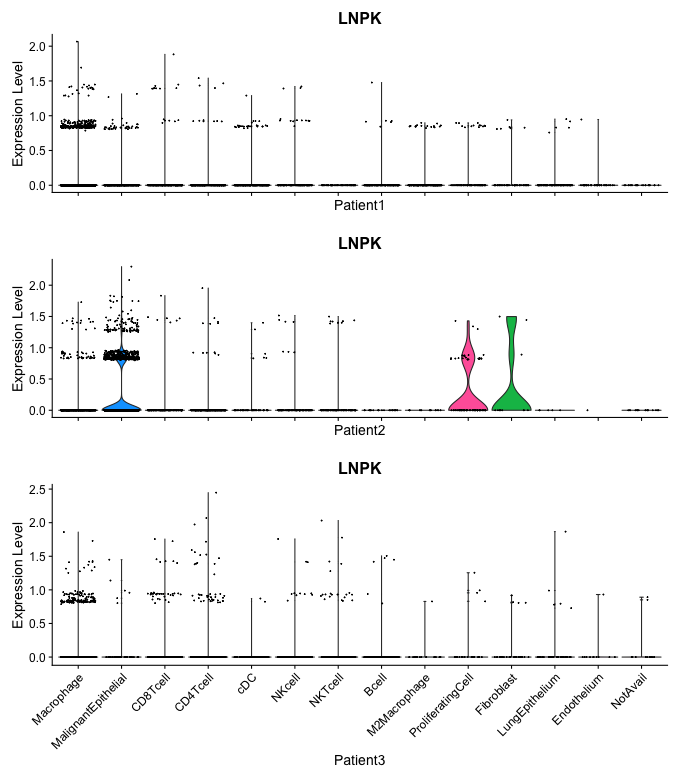 LNPK
Expression Level
2.0
1.5
1.0
0.5
0.0
Patient1
LNPK
Expression Level
2.0
1.5
1.0
0.5
0.0
Patient2
LNPK
Expression Level
2.5
2.0
1.5
1.0
0.5
0.0
Macrophage
MalignantEpithelial
CD8Tcell
CD4Tcell
cDC
NKcell
NKTcell
Bcell
M2Macrophage
ProliferatingCell
Fibroblast
LungEpithelium
Endothelium
NotAvail
Patient3